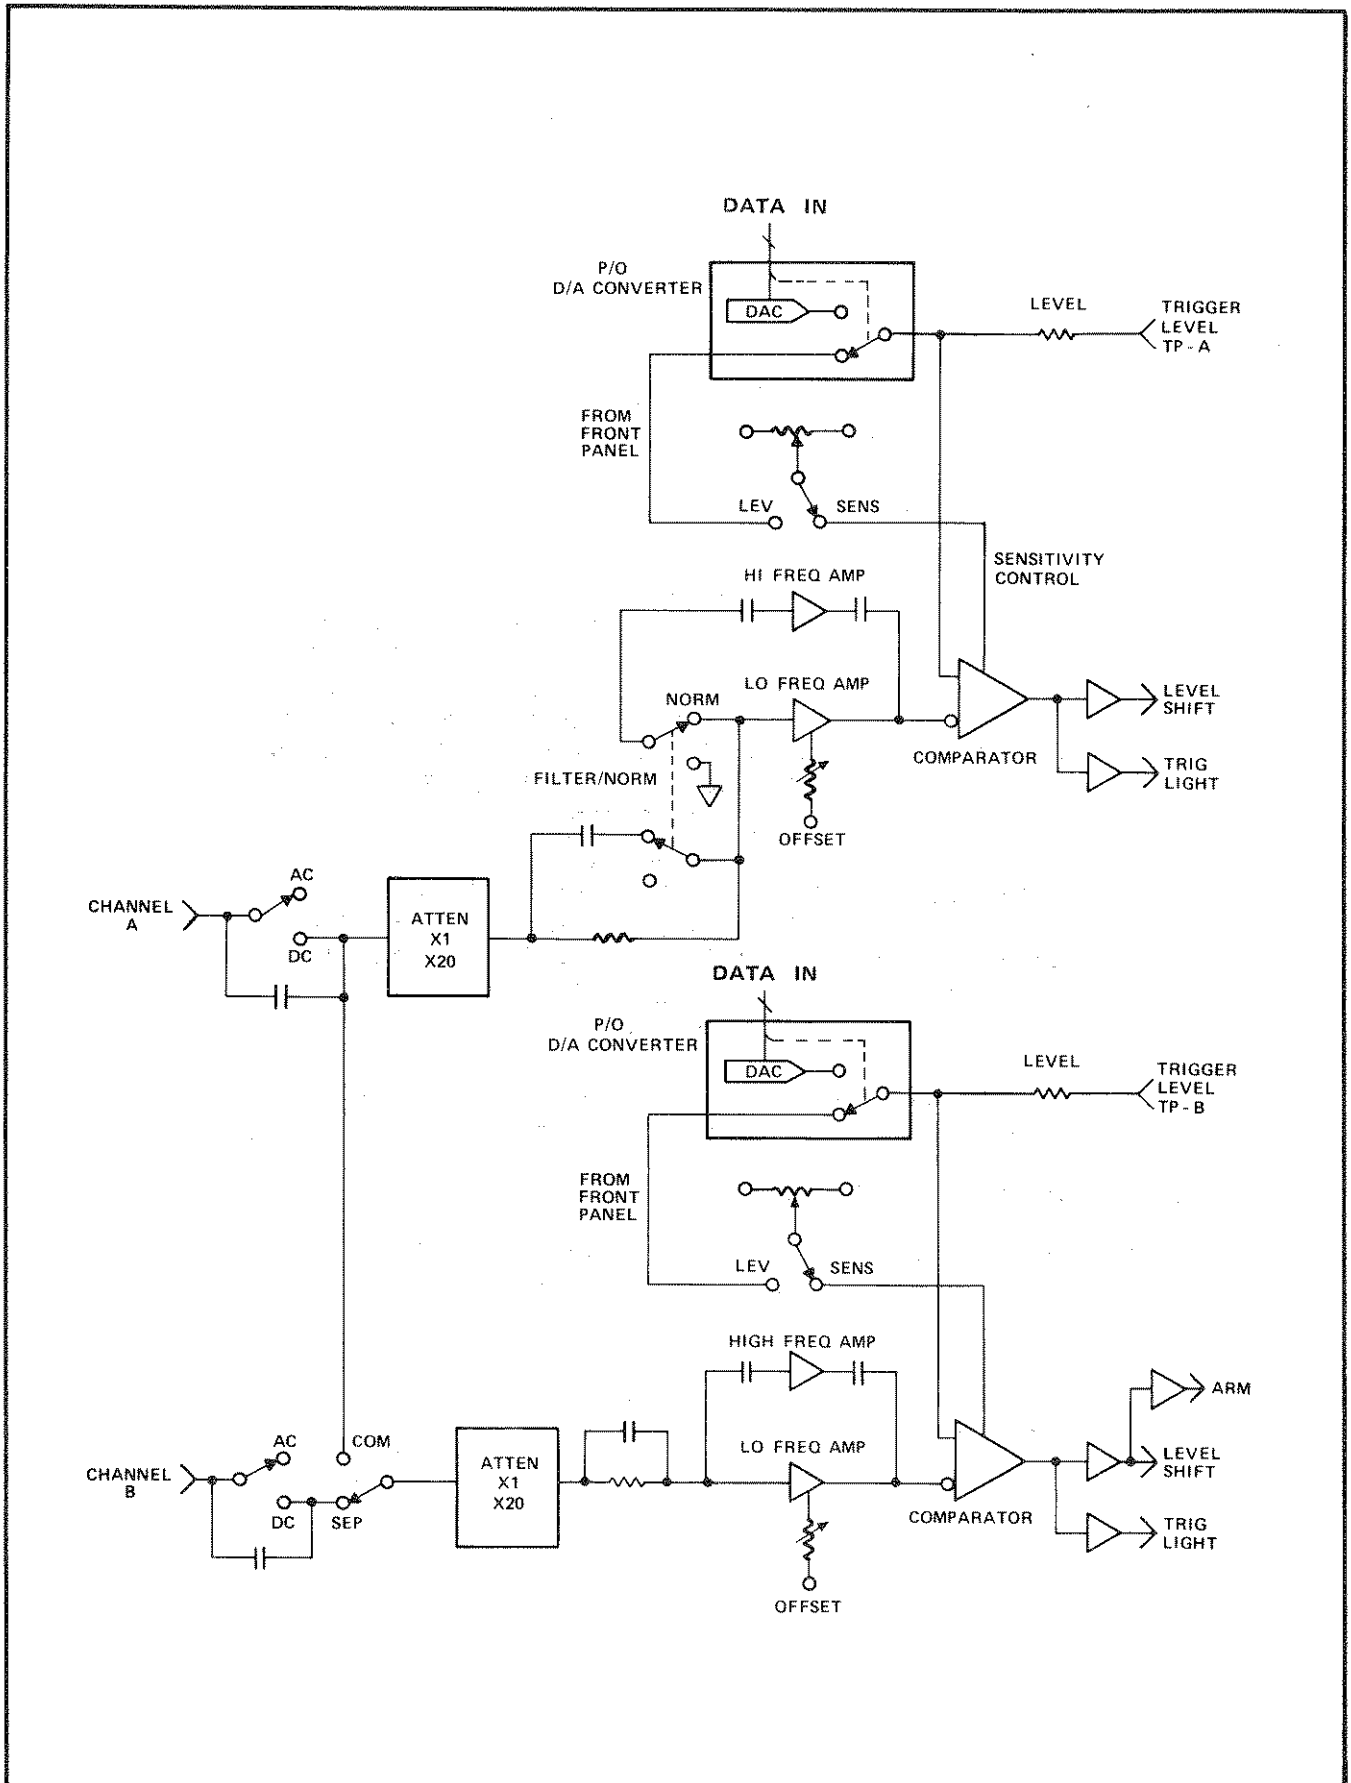 DATA IN
P/O
D/A CONVERTER
DAC
LEVEL
TRIGGER
LEVEL
TP-A
FROM
FRONT
PANEL
LEV
SENS
SENSITIVITY
CONTROL
HI FREQ AMP
NORM
LO FREQ AMP
LEVEL
SHIFT
FILTER/NORM
COMPARATOR
TRIG
LIGHT
OFFSET
CHANNEL
A
AC
DC
ATTEN
X1
X20
DATA IN
P/O
D/A CONVERTER
DAC
LEVEL
TRIGGER
LEVEL
TP-B
FROM
FRONT
PANEL
LEV
SENS
HIGH FREQ AMP
ARM
CHANNEL
B
AC
DC
COM
SEP
ATTEN
X1
X20
LO FREQ AMP
COMPARATOR
LEVEL
SHIFT
TRIG
LIGHT
OFFSET